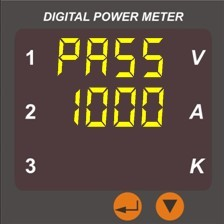 DIGITAL POWER METER
1 PASS V
2 1000 A
3 K